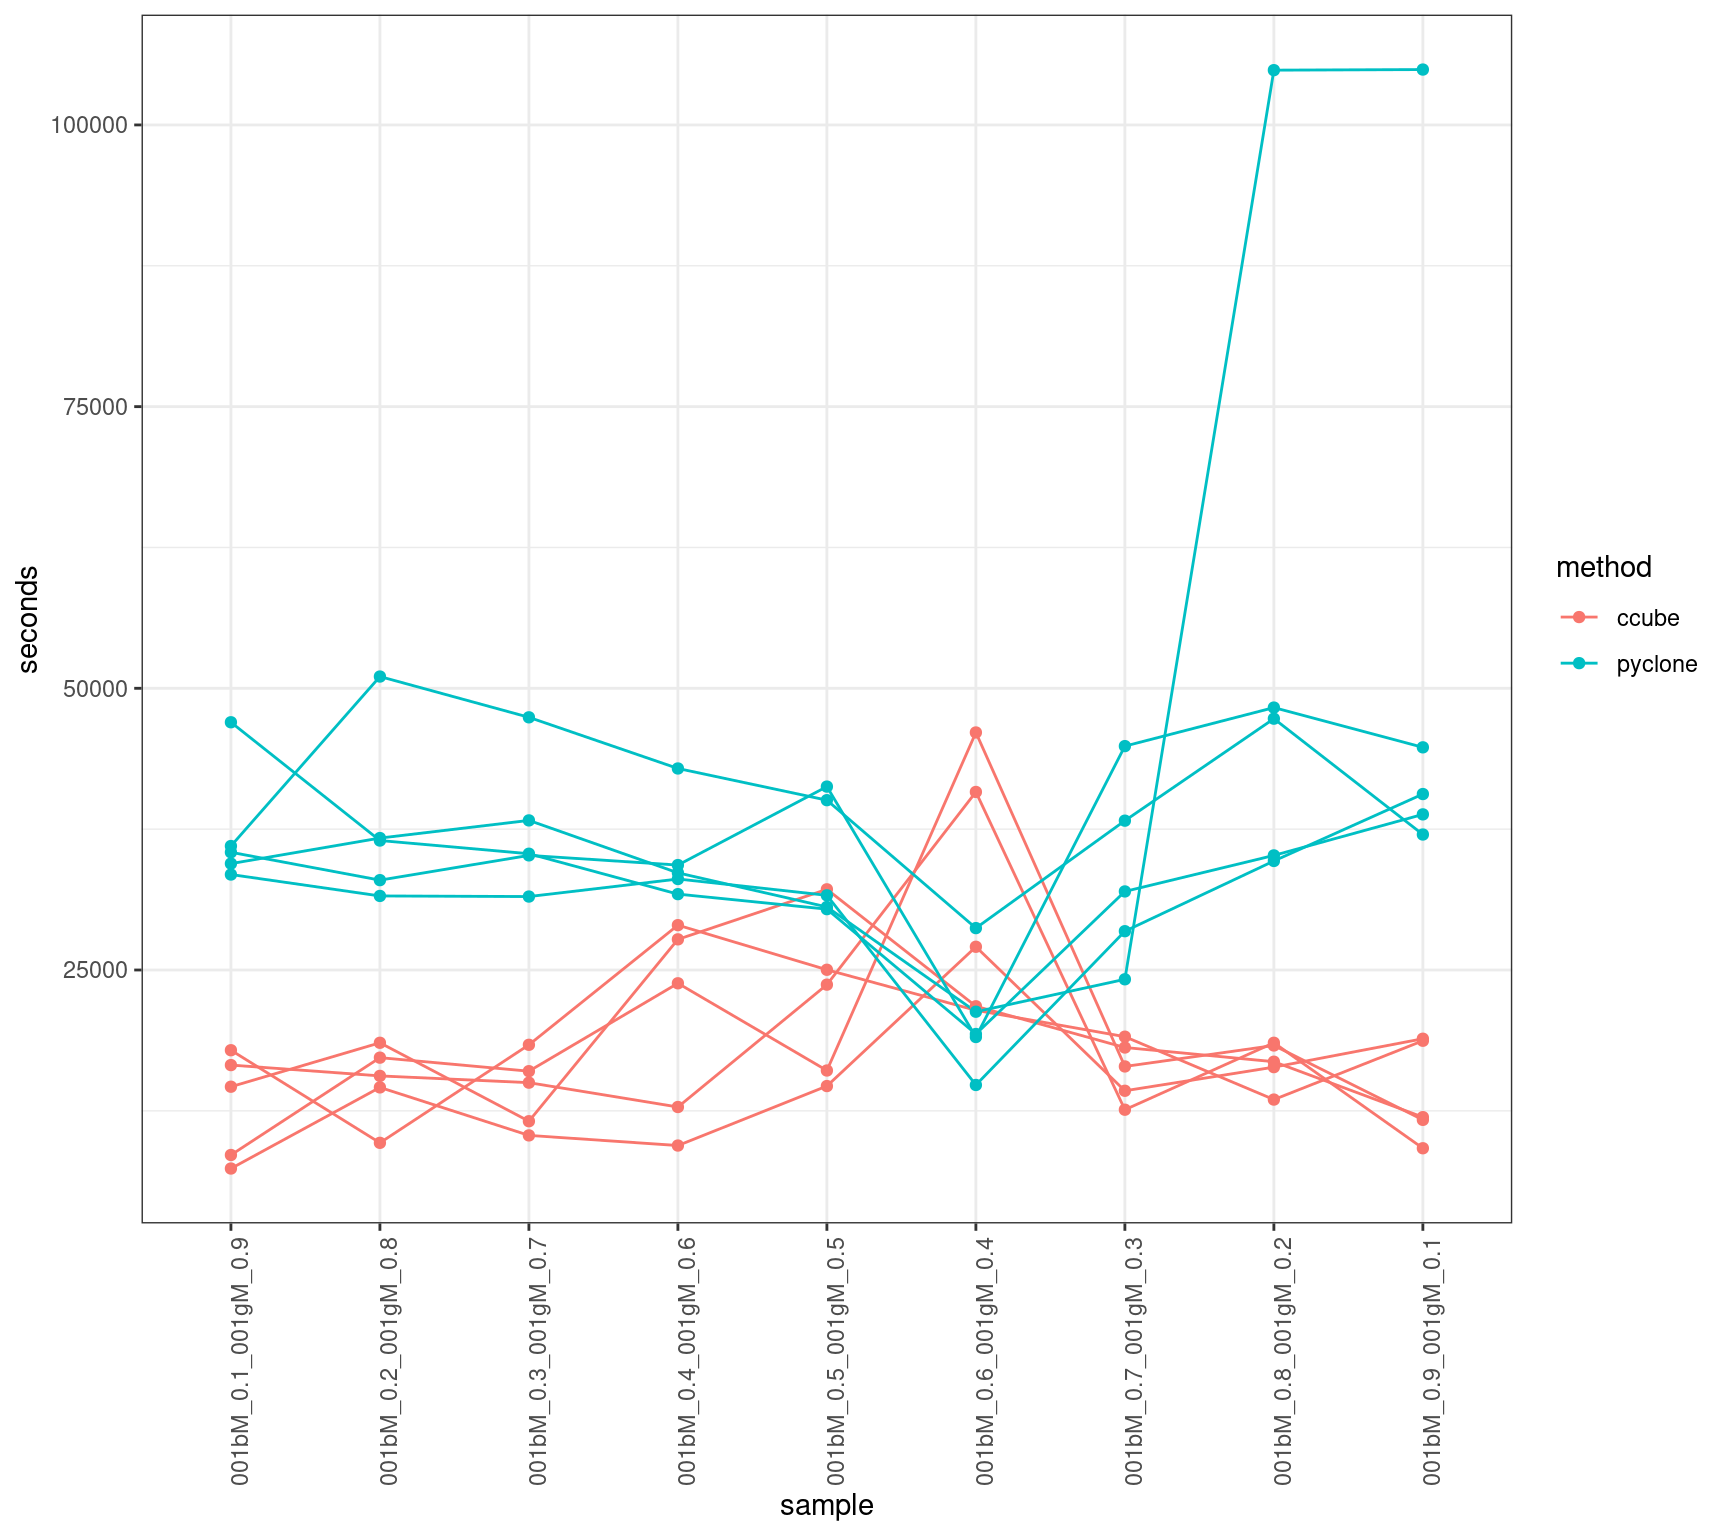 100000
75000
50000
25000
seconds
001bM_0.1_001gM_0.9
001bM_0.2_001gM_0.8
001bM_0.3_001gM_0.7
001bM_0.4_001gM_0.6
001bM_0.5_001gM_0.5
001bM_0.6_001gM_0.4
001bM_0.7_001gM_0.3
001bM_0.8_001gM_0.2
001bM_0.9_001gM_0.1
sample
method
ccube
pyclone